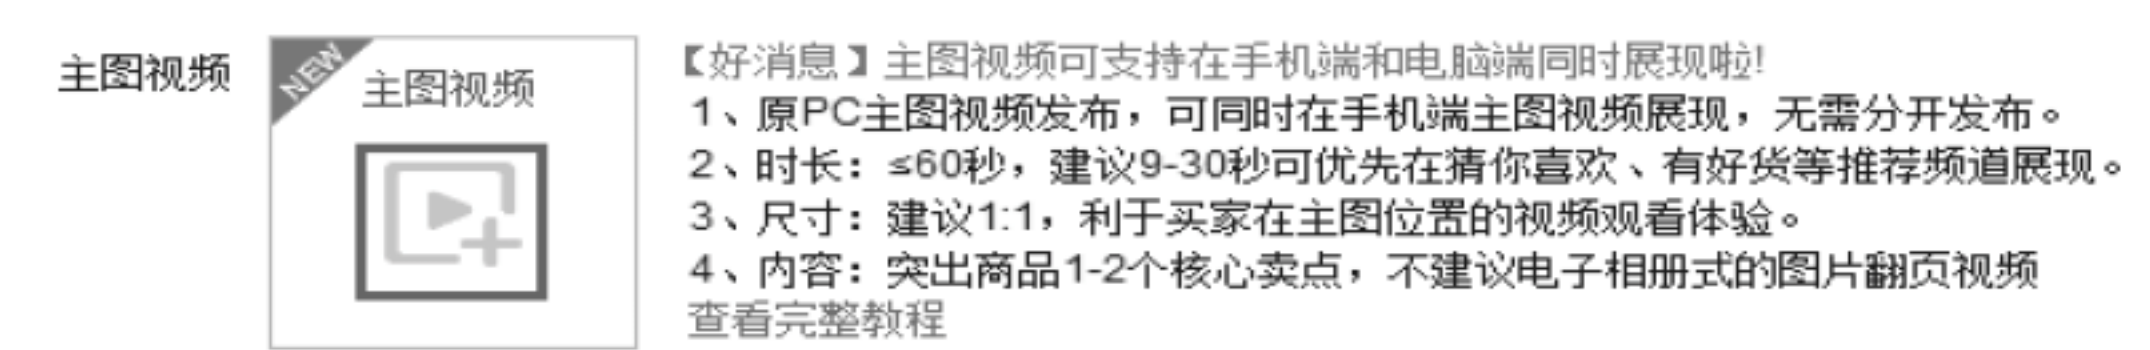 主图视频
NEW
主图视频
【好消息】主图视频可支持在手机端和电脑端同时展现啦!
1、原PC主图视频发布，可同时在手机端主图视频展现，无需分开发布。
2、时长：≤60秒，建议9-30秒可优先在猜你喜欢、有好货等推荐频道展现。
3、尺寸：建议1:1，利于买家在主图位置的视频观看体验。
4、内容：突出商品1-2个核心卖点，不建议电子相册式的图片翻页视频
查看完整教程